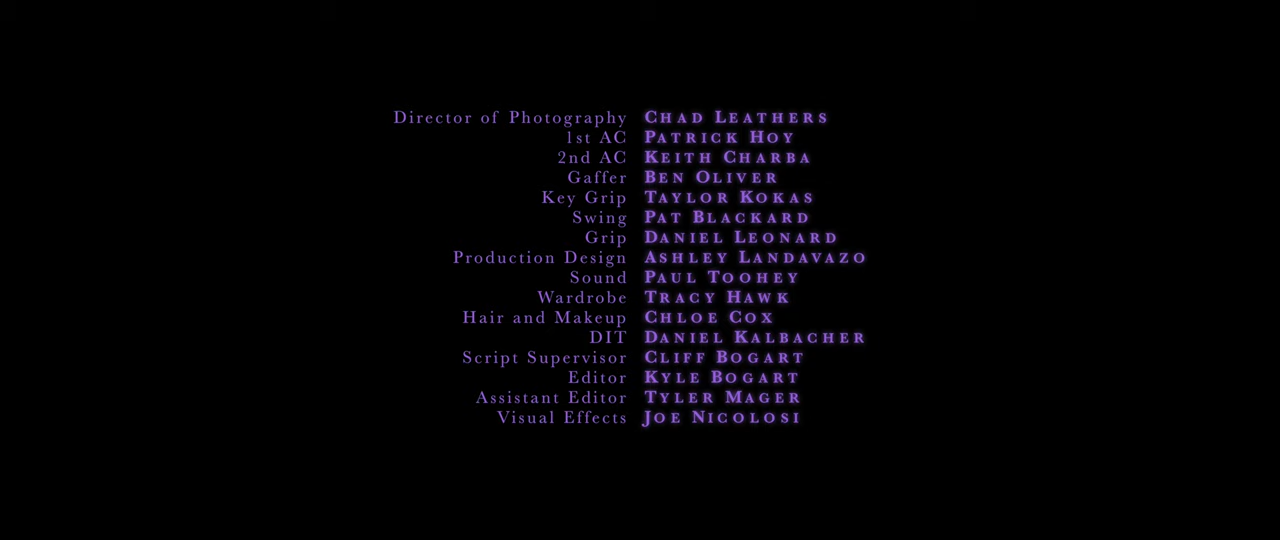 Director of Photography CHAD LEATHERS
1st AC PATRICK HOY
2nd AC KEITH CHARBA
Gaffer BEN OLIVER
Key Grip TAYLOR KOKAS
Swing PAT BLACKARD
Grip DANIEL LEONARD
Production Design ASHLEY LANDAVAZO
Sound PAUL TOOHEY
Wardrobe TRACY HAWK
Hair and Makeup CHLOE COX
DIT DANIEL KALBACHER
Script Supervisor CLIFF BOGART
Editor KYLE BOGART
Assistant Editor TYLER MAGER
Visual Effects JOE NICOLOSI